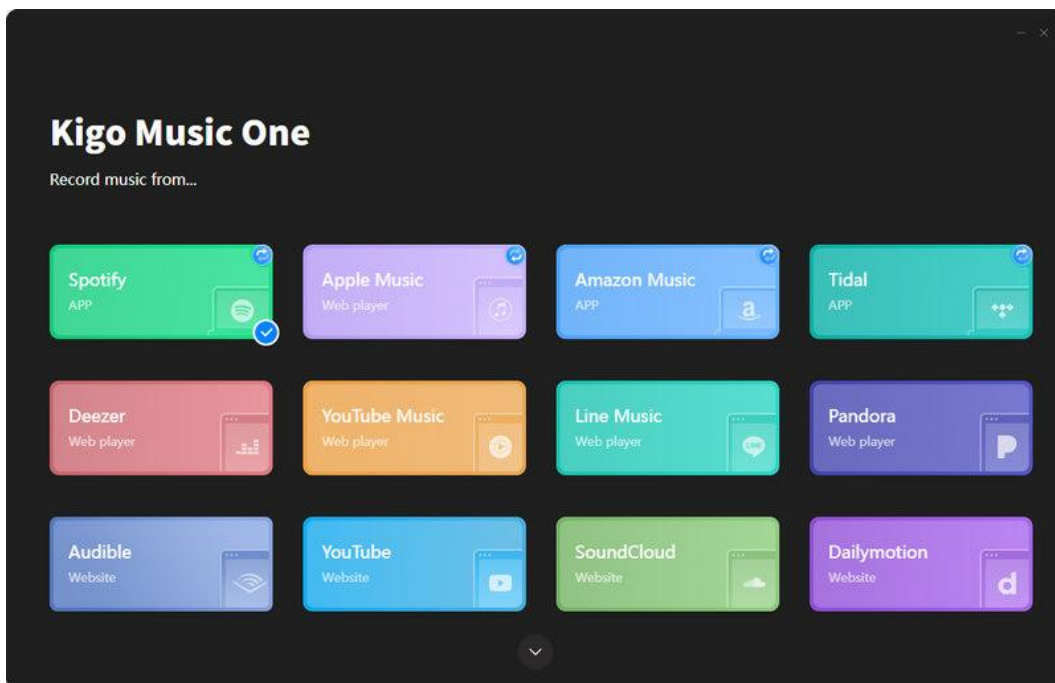 Kigo Music One
Record music from...
Spotify
APP
Apple Music
Web player
Amazon Music
APP
a
Tidal
APP
Deezer
Web player
YouTube Music
Web player
Line Music
Web player
LINE
Pandora
Web player
P
Audible
Website
YouTube
Website
SoundCloud
Website
Dailymotion
Website
d